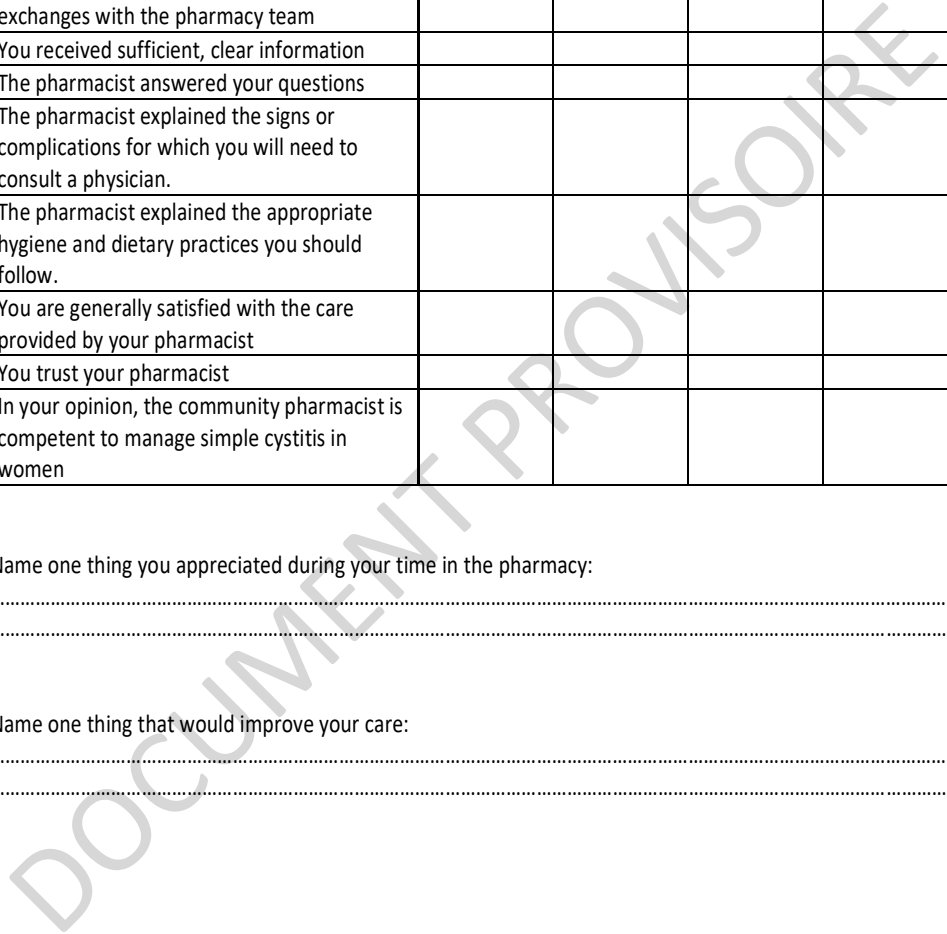 exchanges with the pharmacy team
You received sufficient, clear information
The pharmacist answered your questions
The pharmacist explained the signs or
complications for which you will need to
consult a physician.
The pharmacist explained the appropriate
hygiene and dietary practices you should
follow.
You are generally satisfied with the care
provided by your pharmacist
You trust your pharmacist
In your opinion, the community pharmacist is
competent to manage simple cystitis in
women
Name one thing you appreciated during your time in the pharmacy:
Name one thing that would improve your care:
DOCUMENT PROVISOIRE